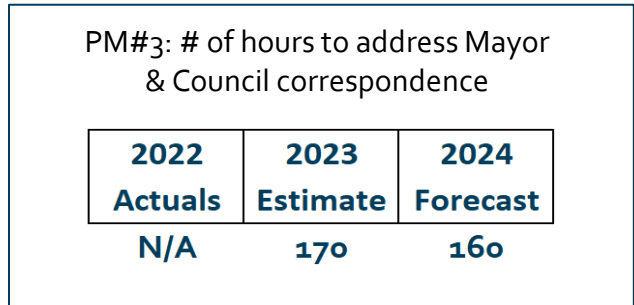 PM#3: # of hours to address Mayor
& Council correspondence
2022 2023 2024
Actuals Estimate Forecast
N/A 170 160